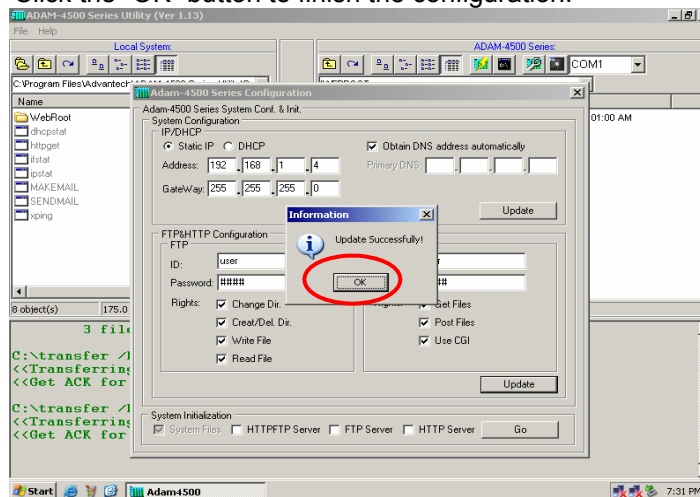 Click the "OK" button to finish the configuration.
ADAM-4500 Series Utility (Ver 1.13)
File Help
Local System:
ADAM-4500 Series:
COM1
C:\Program Files\Advantech\
Name
WebRoot
dhcpstat
httpget
ifstat
ipstat
MAKEMAIL
SENDMAIL
xping
01:00 AM
Adam-4500 Series Configuration
Adam-4500 Series System Conf. & Init.
System Configuration
IP/DHCP
Static IP DHCP
Obtain DNS address automatically
Address: 192 . 168 . 1 . 4
Primary DNS
GateWay: 255 . 255 . 255 . 0
Update
Information
Update Successfully!
OK
FTP&HTTP Configuration
FTP
ID: user
Password: ####
Rights: Change Dir.
Creat/Del. Dir.
Write File
Read File
Get Files
Post Files
Use CGI
Update
System Initialization
System Files HTTPFTP Server FTP Server HTTP Server Go
8 object(s) 175.0
3 file
C:\transfer /
<<Transferring
<<Get ACK for
C:\transfer /
<<Transferring
<<Get ACK for
Start Adam4500 7:31 PM